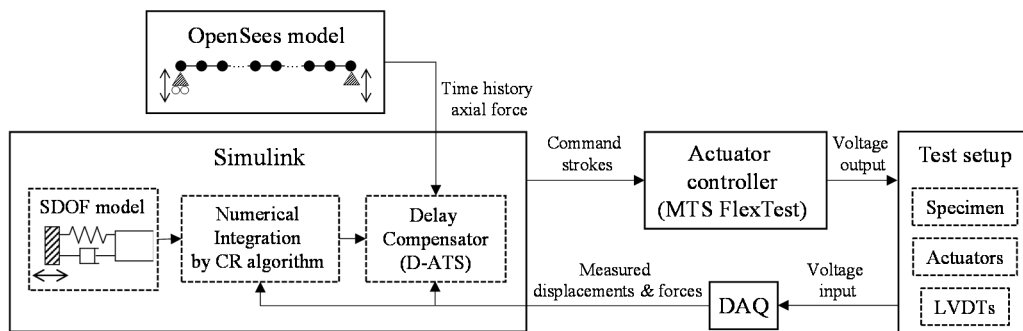 OpenSees model
Time history
axial force
Simulink
SDOF model
Numerical
Integration
by CR algorithm
Delay
Compensator
(D-ATS)
Command
strokes
Actuator
controller
(MTS FlexTest)
Voltage
output
Test setup
Specimen
Actuators
LVDTs
Measured
displacements & forces
DAQ
Voltage
input